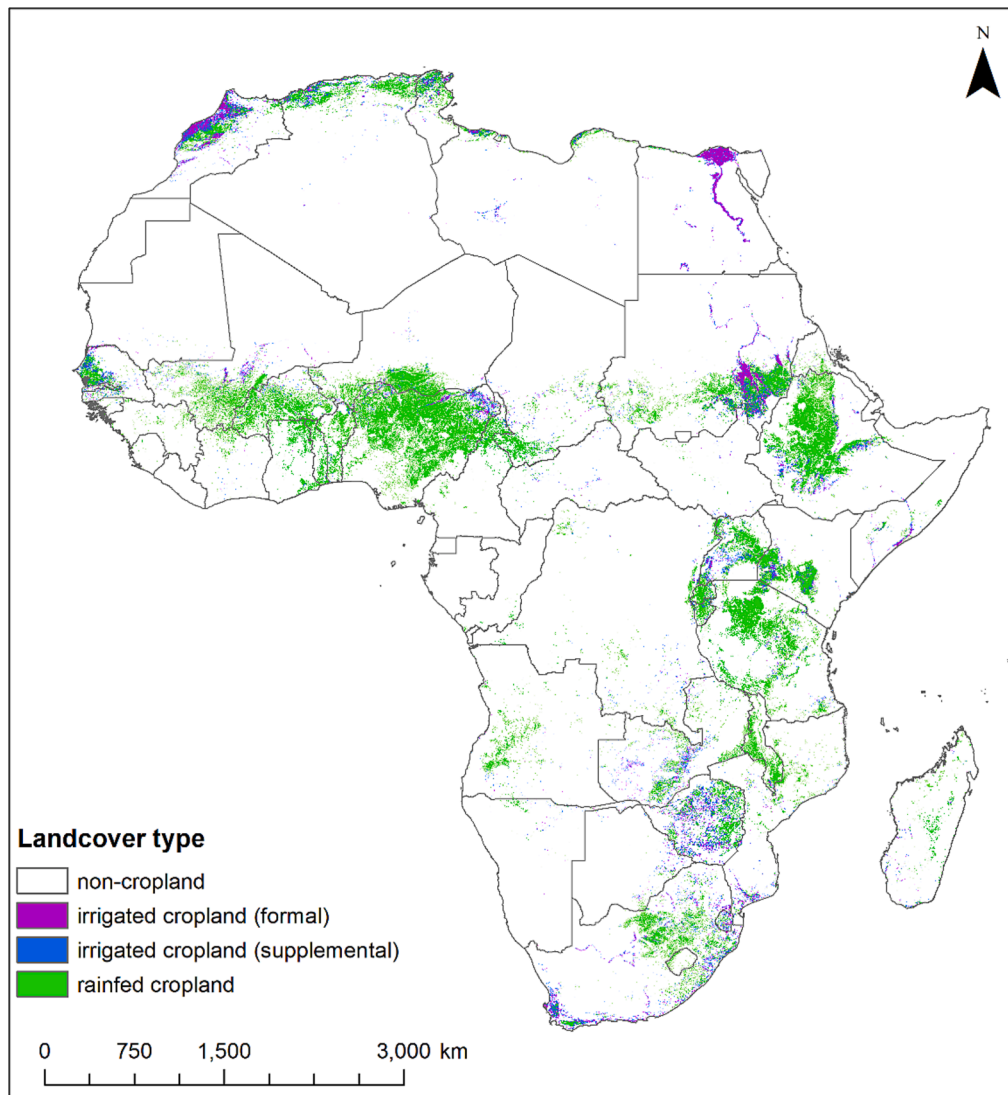 N
Landcover type
non-cropland
irrigated cropland (formal)
irrigated cropland (supplemental)
rainfed cropland
0 750 1,500 3,000 km